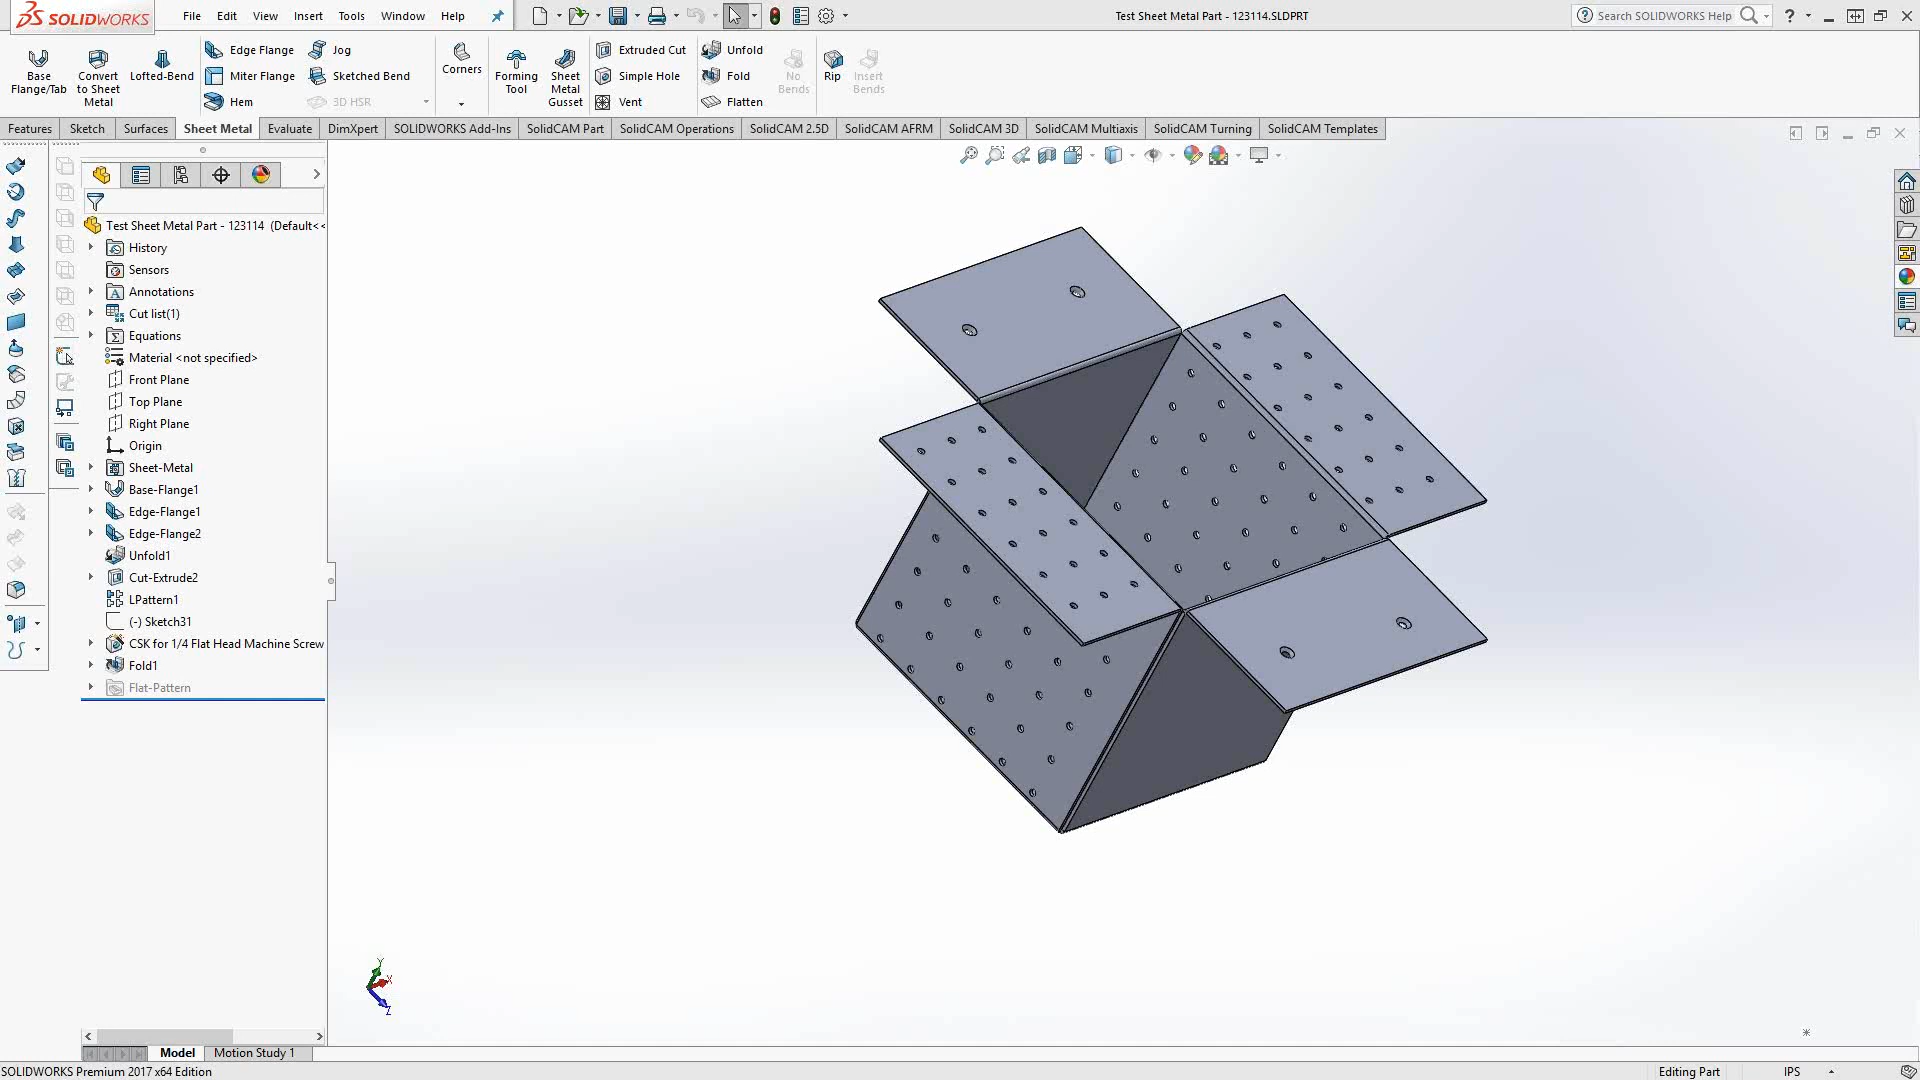 SOLIDWORKS File Edit View Insert Tools Window Help Test Sheet Metal Part - 123114.SLDPRT Search SOLIDWORKS Help
Base Flange/Tab
Convert to Sheet Metal
Lofted-Bend
Edge Flange
Miter Flange
Hem
Jog
Sketched Bend
3D HSR
Corners
Forming Tool
Sheet Metal Gusset
Extruded Cut
Simple Hole
Vent
Unfold
Fold
Flatten
No Bends
Rip
Insert Bends
Features Sketch Surfaces Sheet Metal Evaluate DimXpert SOLIDWORKS Add-Ins SolidCAM Part SolidCAM Operations SolidCAM 2.5D SolidCAM AFRM SolidCAM 3D SolidCAM Multiaxis SolidCAM Turning SolidCAM Templates
Test Sheet Metal Part - 123114 (Default<<
History
Sensors
Annotations
Cut list(1)
Equations
Material <not specified>
Front Plane
Top Plane
Right Plane
Origin
Sheet-Metal
Base-Flange1
Edge-Flange1
Edge-Flange2
Unfold1
Cut-Extrude2
LPattern1
(-) Sketch31
CSK for 1/4 Flat Head Machine Screw
Fold1
Flat-Pattern
Y
X
Z
Model Motion Study 1
SOLIDWORKS Premium 2017 x64 Edition Editing Part IPS